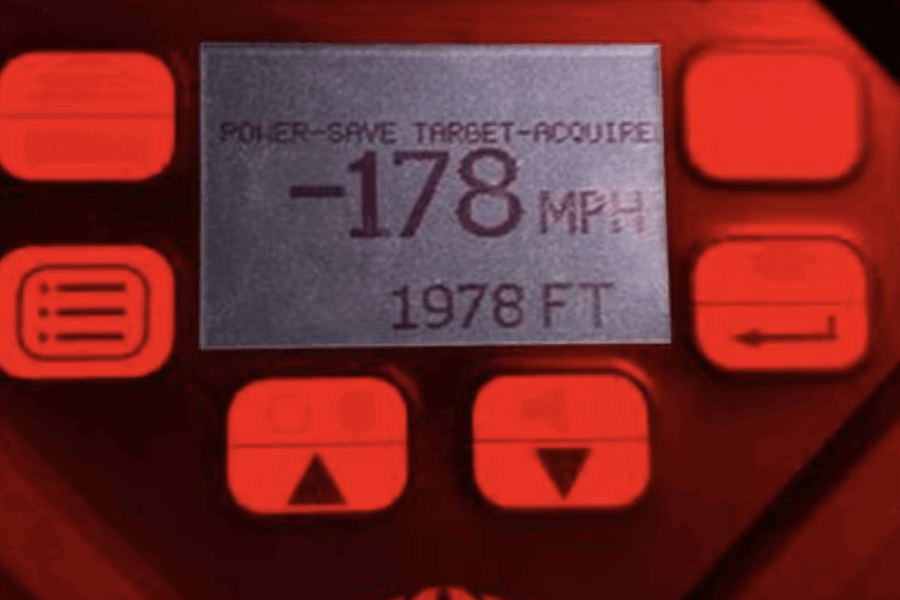 POWER-SAVE TARGET-ACQUIRE
-178 MPH
1978 FT